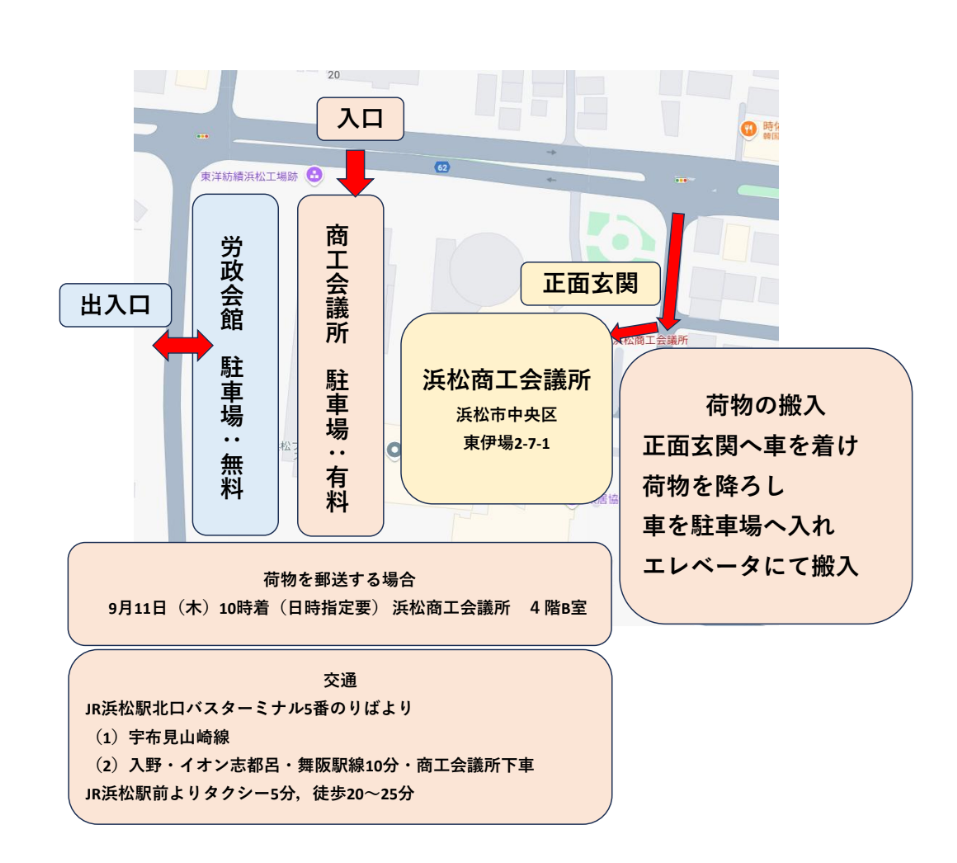 20
入口
時
韓国
62
東洋紡績浜松工場跡
労政会館　駐車場：無料
商工会議所　駐車場：有料
出入口
正面玄関
浜松商工会議所
浜松商工会議所
浜松市中央区
東伊場2-7-1
荷物の搬入
正面玄関へ車を着け
荷物を降ろし
車を駐車場へ入れ
エレベータにて搬入
荷物を郵送する場合
9月11日（木）10時着（日時指定要） 浜松商工会議所　４階B室
交通
JR浜松駅北口バスターミナル5番のりばより
（1）宇布見山崎線
（2）入野・イオン志都呂・舞阪駅線10分・商工会議所下車
JR浜松駅前よりタクシー5分，徒歩20～25分